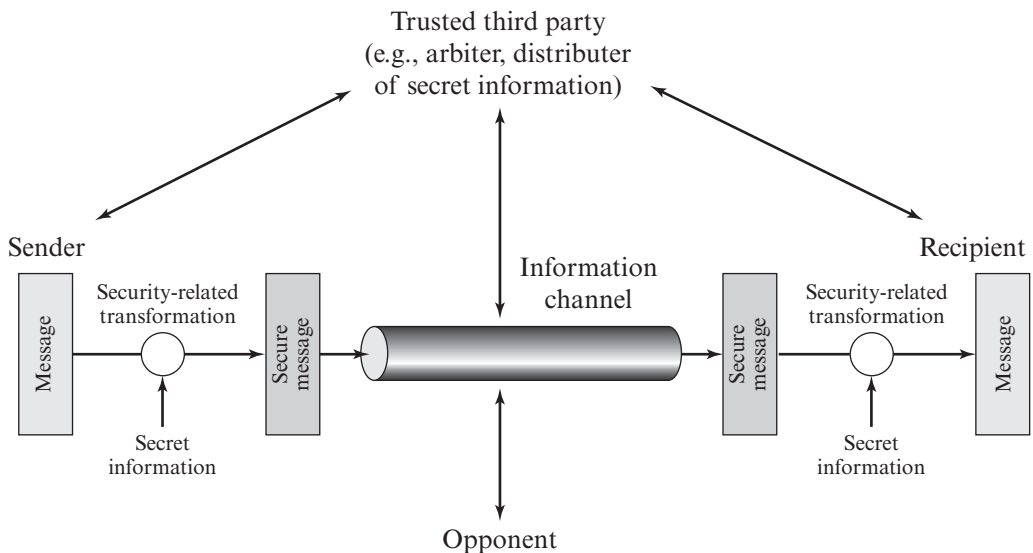 Trusted third party
(e.g., arbiter, distributer
of secret information)
Sender
Recipient
Information
channel
Security-related
transformation
Security-related
transformation
Message
Secure
message
Secure
message
Message
Secret
information
Secret
information
Opponent